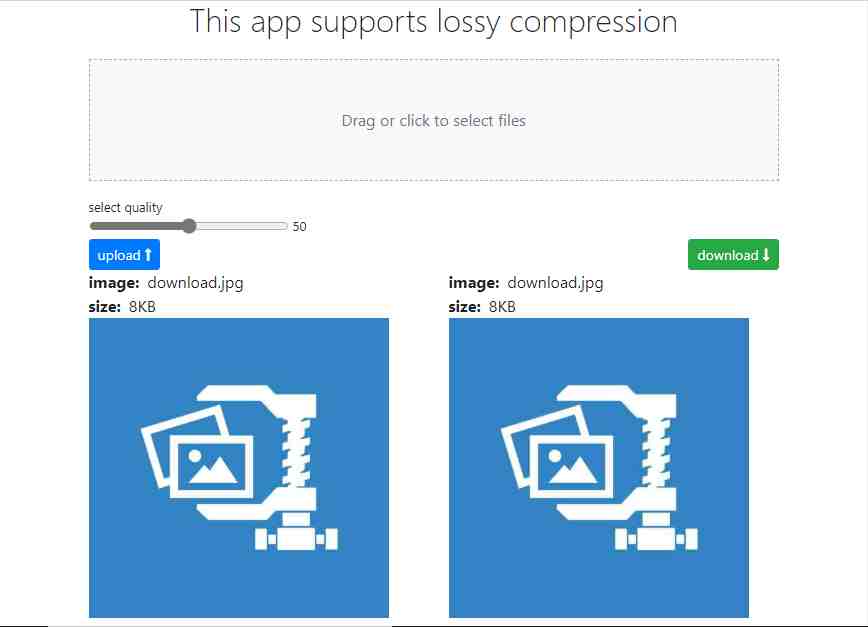 This app supports lossy compression
Drag or click to select files
select quality
50
upload ⬆
download ⬇
image: download.jpg
size: 8KB
image: download.jpg
size: 8KB